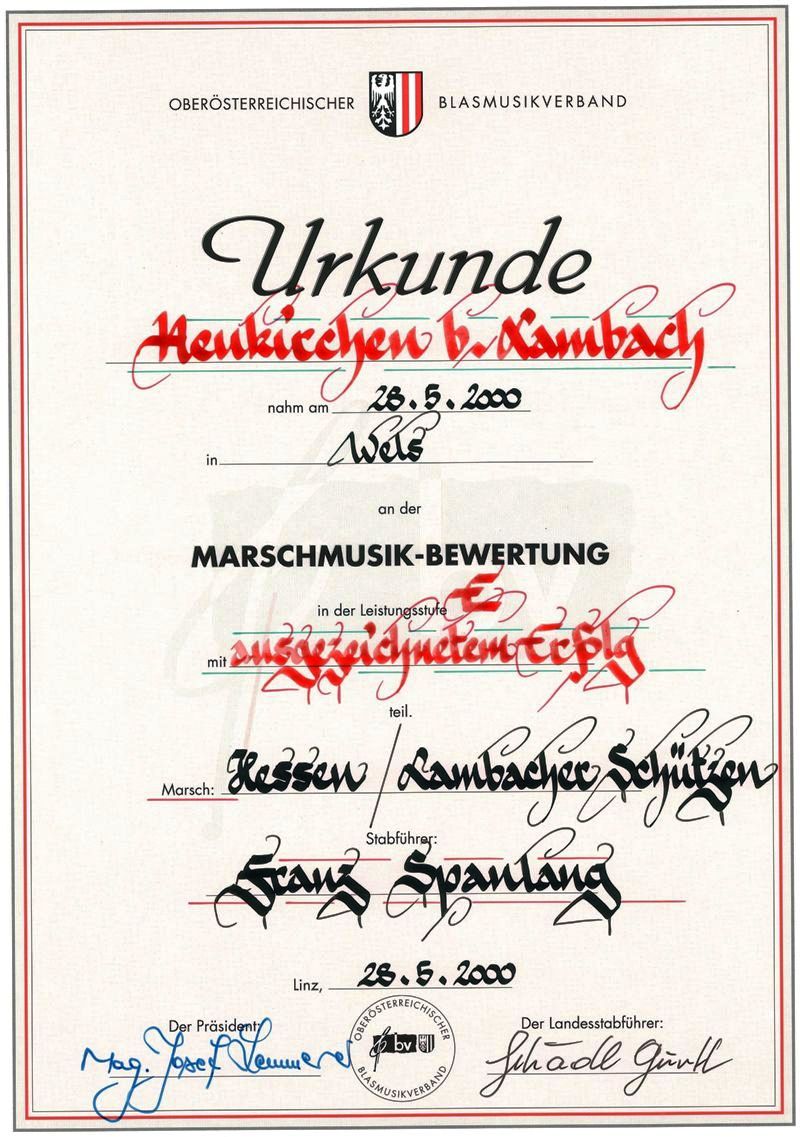 OBERÖSTERREICHISCHER BLASMUSIKVERBAND
Urkunde
Neukirchen b. Lambach
nahm am 28.5.2000
in Wels
an der
MARSCHMUSIK-BEWERTUNG
in der Leistungsstufe E
mit ausgezeichnetem Erfolg
teil.
Marsch: Hessen / Lambacher Schützen
Stabführer:
Franz Spanlang
Linz, 28.5.2000
Der Präsident:
Der Landesstabführer:
Mag. Josef
OBERÖSTERREICHISCHER
bv
BLASMUSIKVERBAND